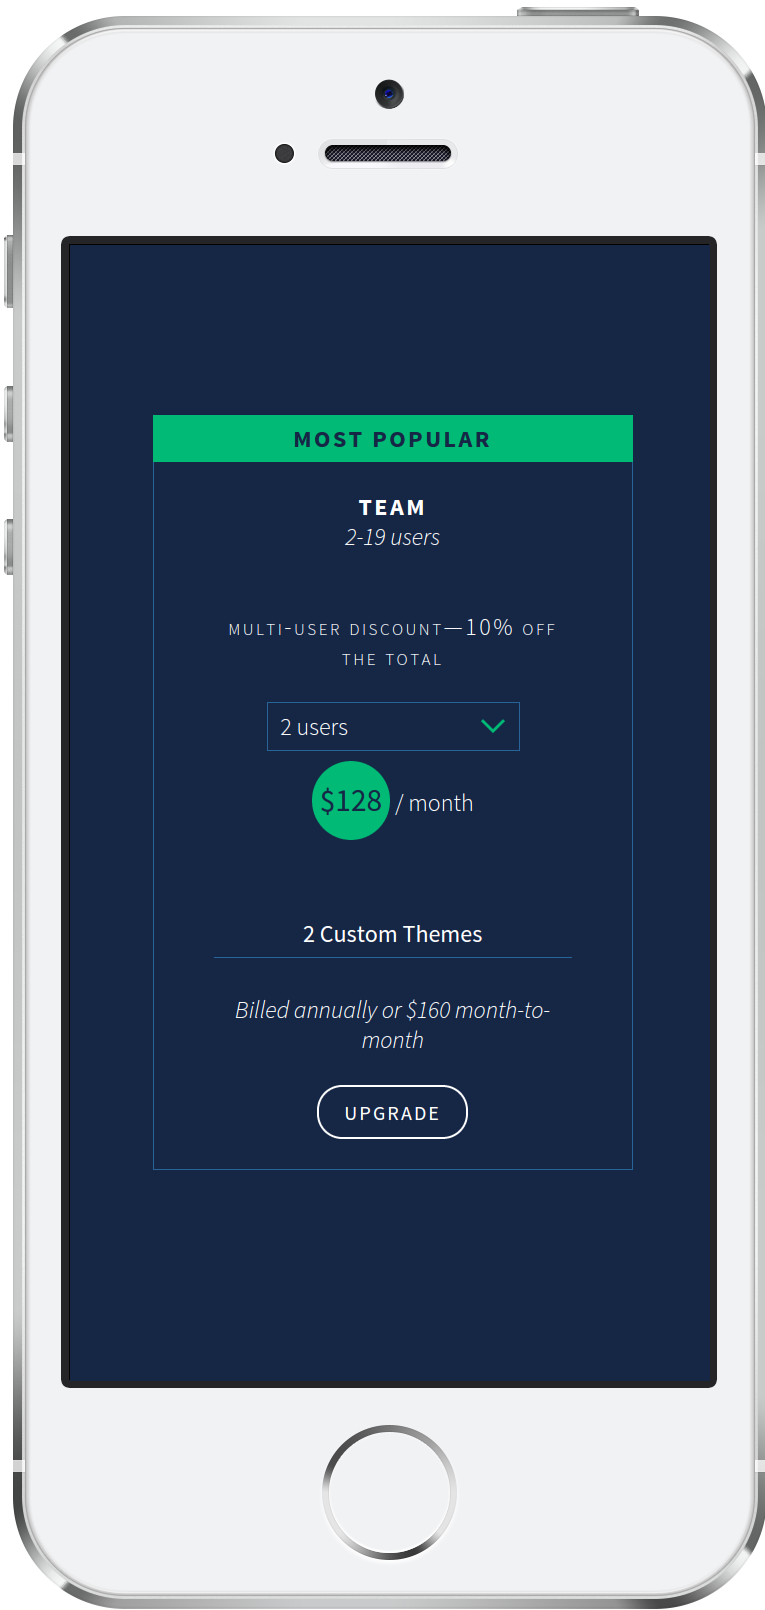 MOST POPULAR
TEAM
2-19 users
MULTI-USER DISCOUNT—10% OFF
THE TOTAL
2 users
$128 / month
2 Custom Themes
Billed annually or $160 month-to-
month
UPGRADE